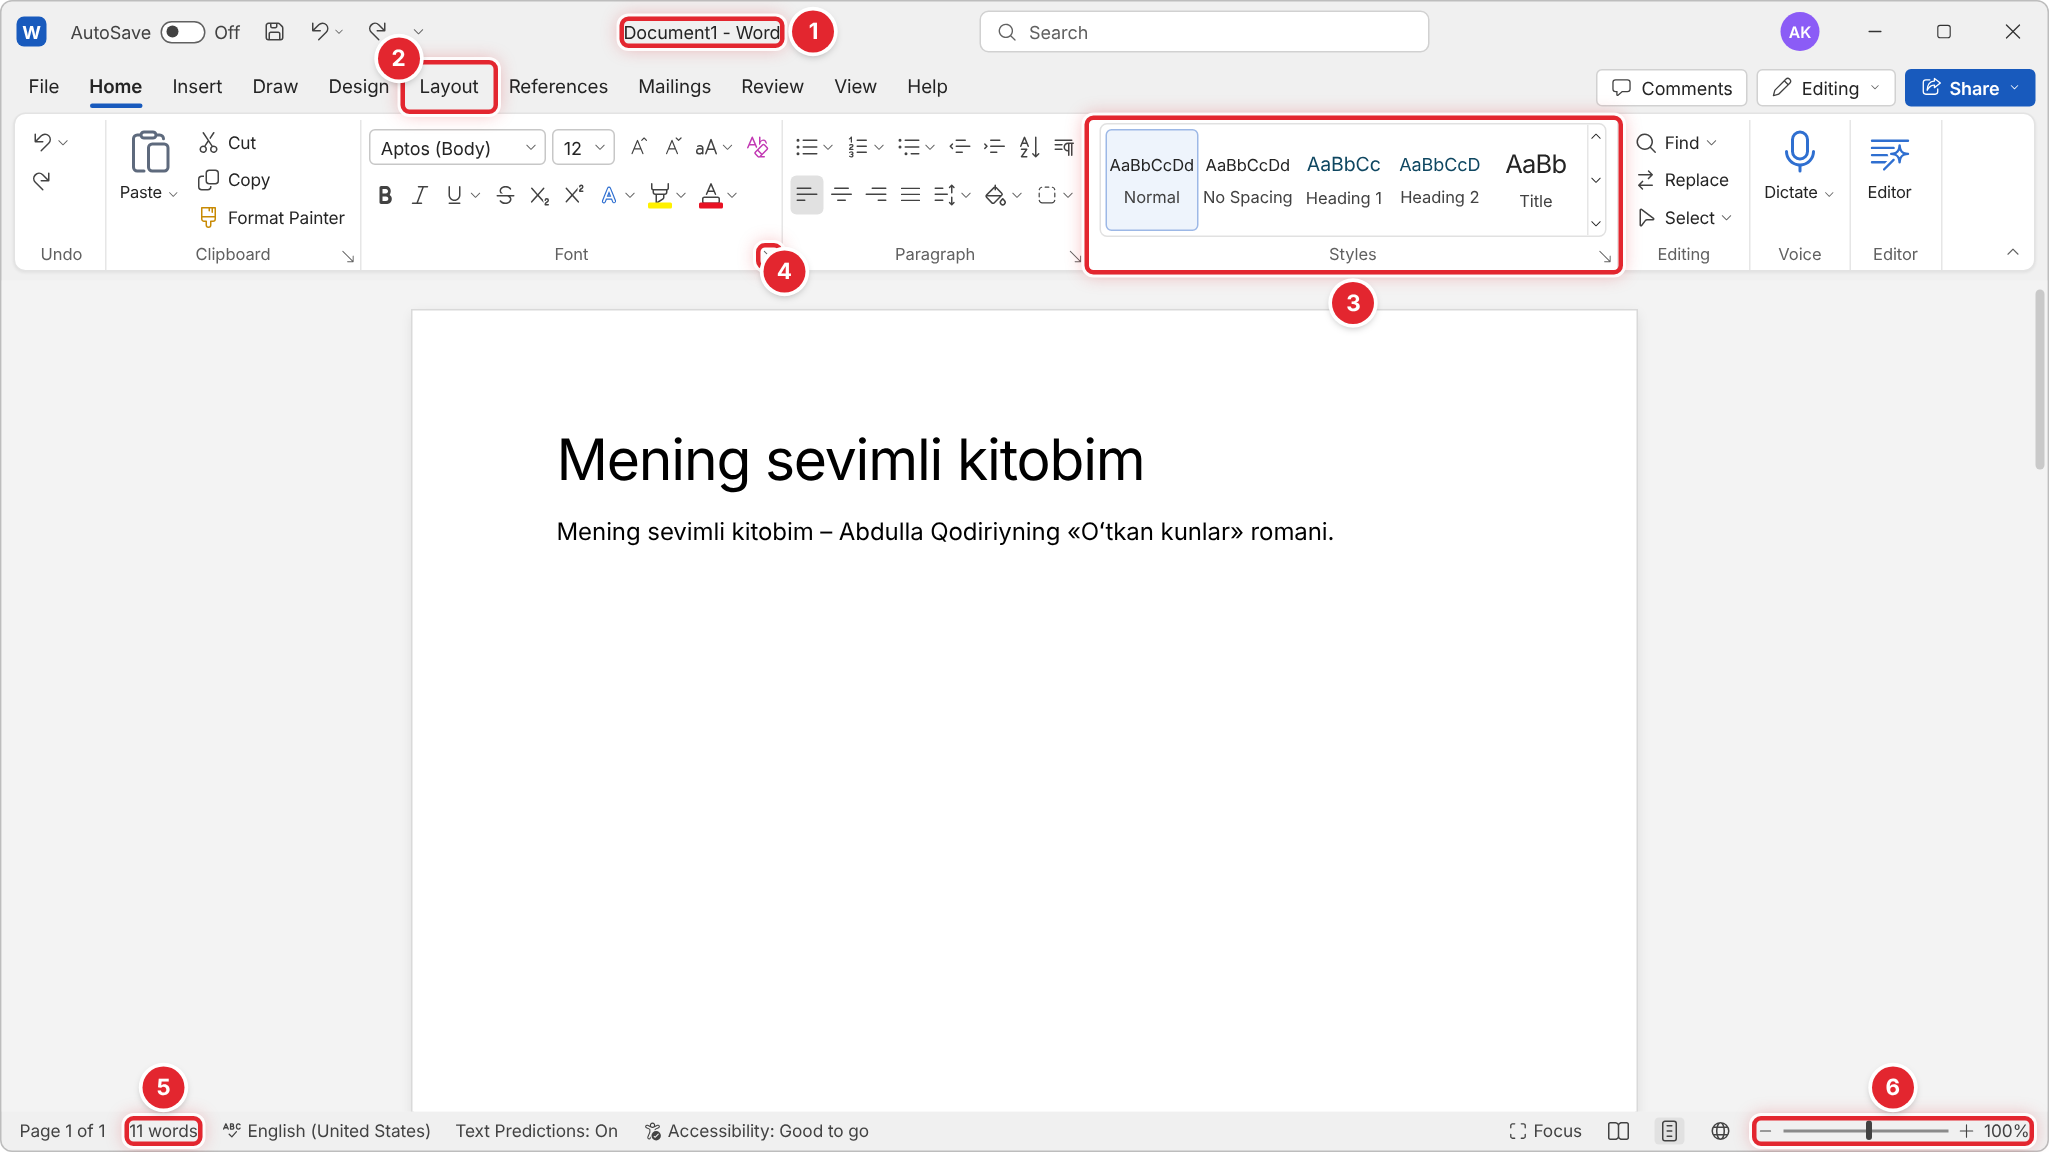 W AutoSave Off Document1 - Word 1 Search AK
2
File Home Insert Draw Design Layout References Mailings Review View Help Comments Editing Share
Paste Cut Copy Format Painter
Aptos (Body) 12
AaBbCcDd AaBbCcDd AaBbCc AaBbCcD AaBb
Normal No Spacing Heading 1 Heading 2 Title
Find Replace Select
Dictate Editor
Undo Clipboard Font Paragraph Styles Editing Voice Editor
4
3
Mening sevimli kitobim
Mening sevimli kitobim – Abdulla Qodiriyning «Oʻtkan kunlar» romani.
5 6
Page 1 of 1 11 words English (United States) Text Predictions: On Accessibility: Good to go Focus 100%